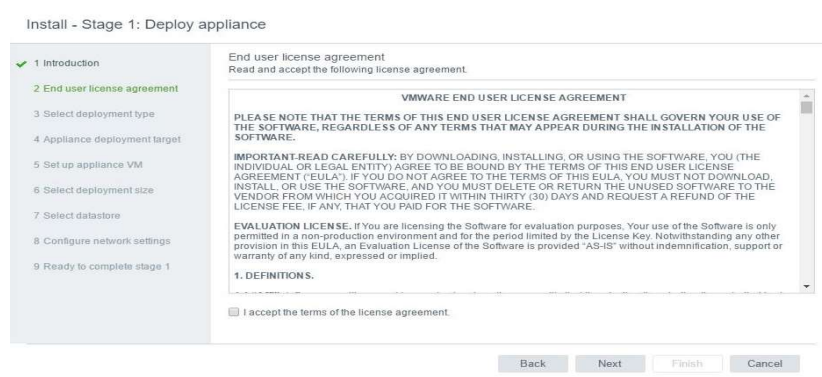 Install - Stage 1: Deploy appliance
1 Introduction
2 End user license agreement
3 Select deployment type
4 Appliance deployment target
5 Set up appliance VM
6 Select deployment size
7 Select datastore
8 Configure network settings
9 Ready to complete stage 1
End user license agreement
Read and accept the following license agreement.
VMWARE END USER LICENSE AGREEMENT
PLEASE NOTE THAT THE TERMS OF THIS END USER LICENSE AGREEMENT SHALL GOVERN YOUR USE OF
THE SOFTWARE, REGARDLESS OF ANY TERMS THAT MAY APPEAR DURING THE INSTALLATION OF THE
SOFTWARE.
IMPORTANT-READ CAREFULLY: BY DOWNLOADING, INSTALLING, OR USING THE SOFTWARE, YOU (THE
INDIVIDUAL OR LEGAL ENTITY) AGREE TO BE BOUND BY THE TERMS OF THIS END USER LICENSE
AGREEMENT ("EULA"). IF YOU DO NOT AGREE TO THE TERMS OF THIS EULA, YOU MUST NOT DOWNLOAD,
INSTALL, OR USE THE SOFTWARE, AND YOU MUST DELETE OR RETURN THE UNUSED SOFTWARE TO THE
VENDOR FROM WHICH YOU ACQUIRED IT WITHIN THIRTY (30) DAYS AND REQUEST A REFUND OF THE
LICENSE FEE, IF ANY, THAT YOU PAID FOR THE SOFTWARE.
EVALUATION LICENSE. If You are licensing the Software for evaluation purposes, Your use of the Software is only
permitted in a non-production environment and for the period limited by the License Key. Notwithstanding any other
provision in this EULA, an Evaluation License of the Software is provided "AS-IS" without indemnification, support or
warranty of any kind, expressed or implied.
1. DEFINITIONS.
I accept the terms of the license agreement.
Back
Next
Finish
Cancel